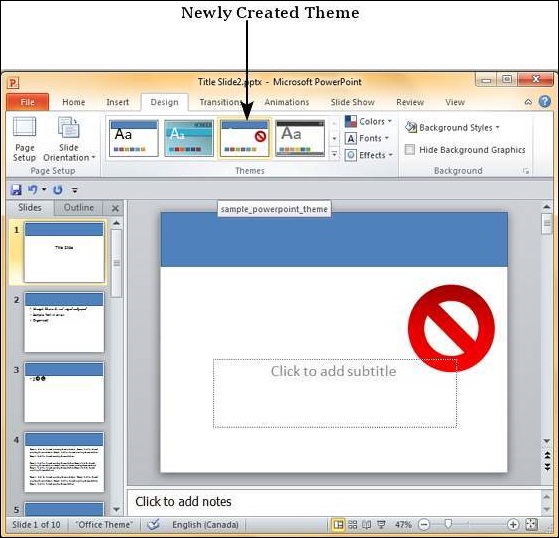 Newly Created Theme
P
Title Slide2.pptx - Microsoft PowerPoint
File Home Insert Design Transitions Animations Slide Show Review View
Aa Aa Aa
Colors
Fonts
Effects
Background Styles
Hide Background Graphics
Page Setup
Slide Orientation
Page Setup Themes Background
sample_powerpoint_theme
Slides Outline
1
Title Slide
2
3
4
5
Click to add subtitle
Click to add notes
Slide 1 of 10 "Office Theme" English (Canada) 47%